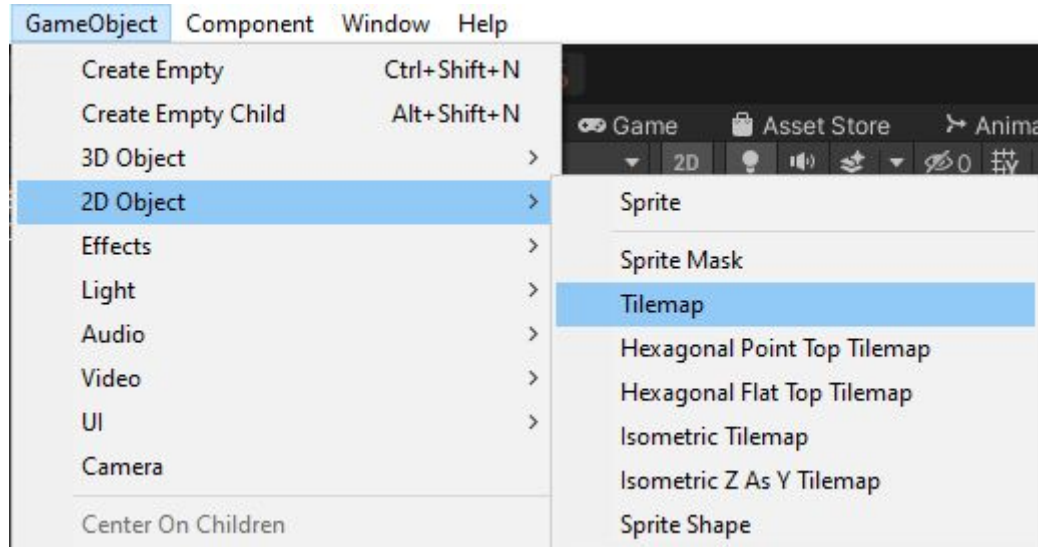 GameObject Component Window Help
Create Empty Ctrl+Shift+N
Create Empty Child Alt+Shift+N
3D Object
2D Object
Effects
Light
Audio
Video
UI
Camera
Center On Children
Game Asset Store Anima
2D 0
Sprite
Sprite Mask
Tilemap
Hexagonal Point Top Tilemap
Hexagonal Flat Top Tilemap
Isometric Tilemap
Isometric Z As Y Tilemap
Sprite Shape